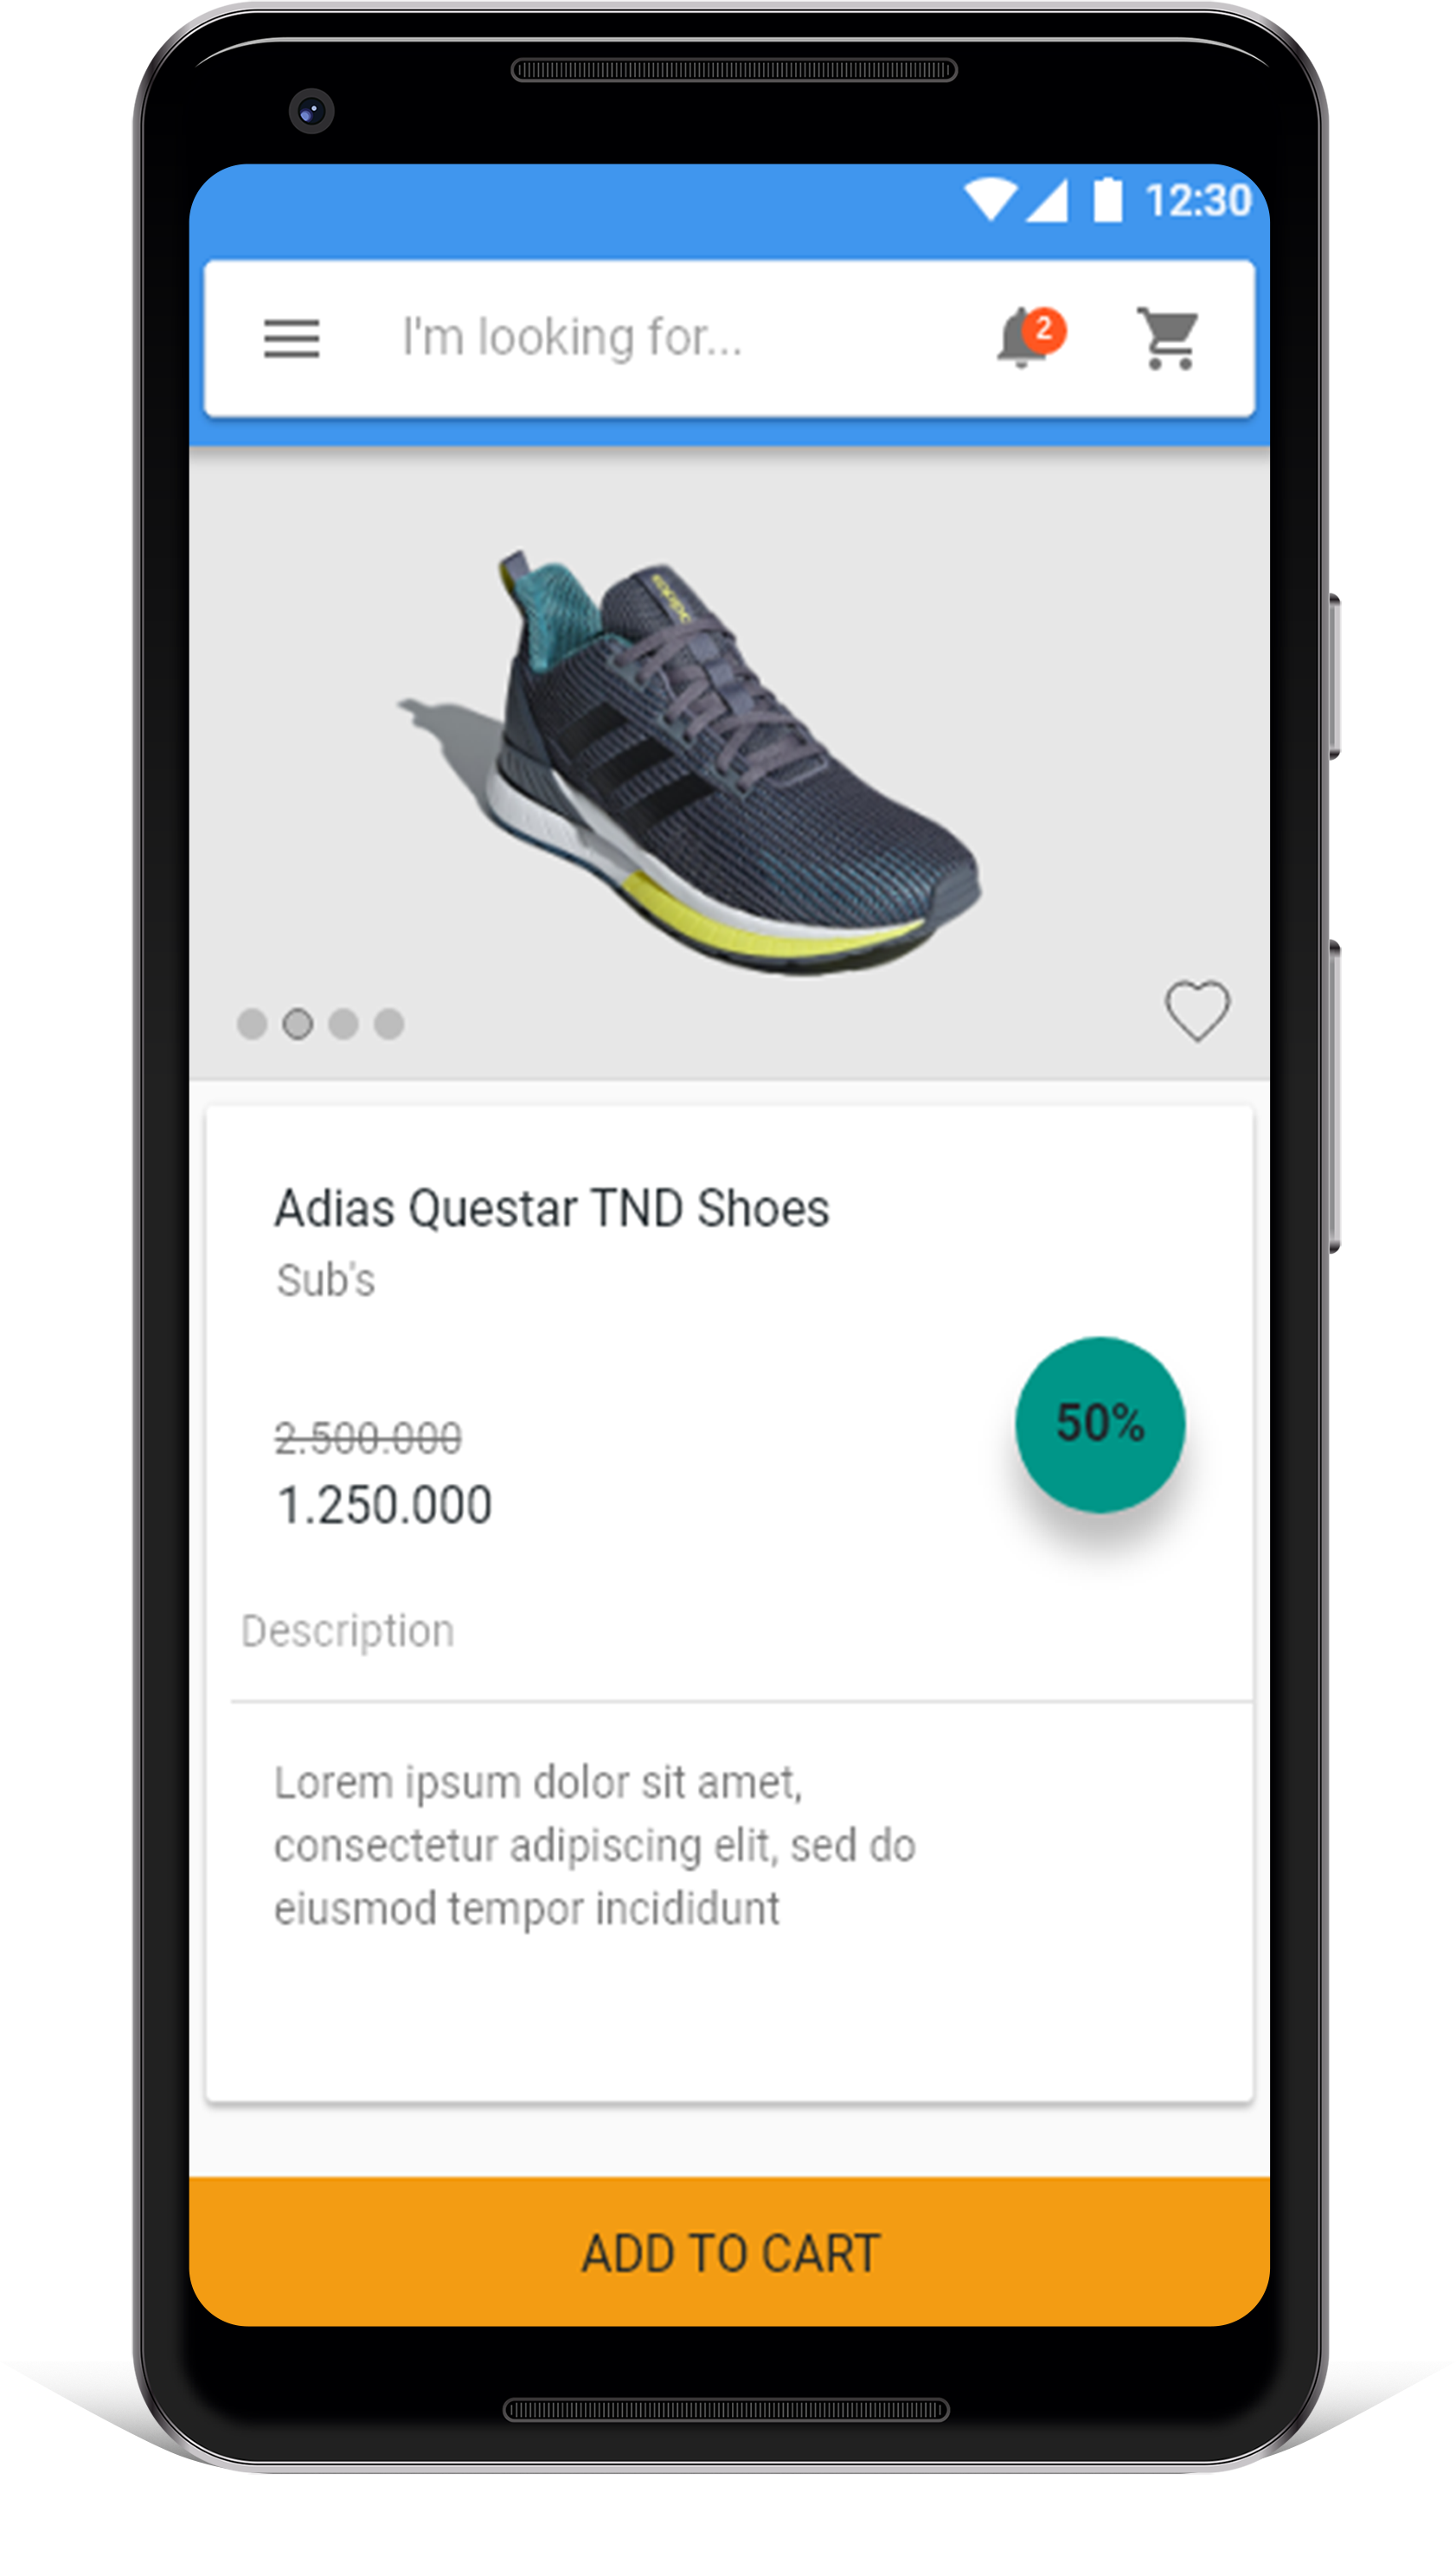 12:30
I'm looking for...
2
Adias Questar TND Shoes
Sub's
2.500.000
1.250.000
50%
Description
Lorem ipsum dolor sit amet,
consectetur adipiscing elit, sed do
eiusmod tempor incididunt
ADD TO CART